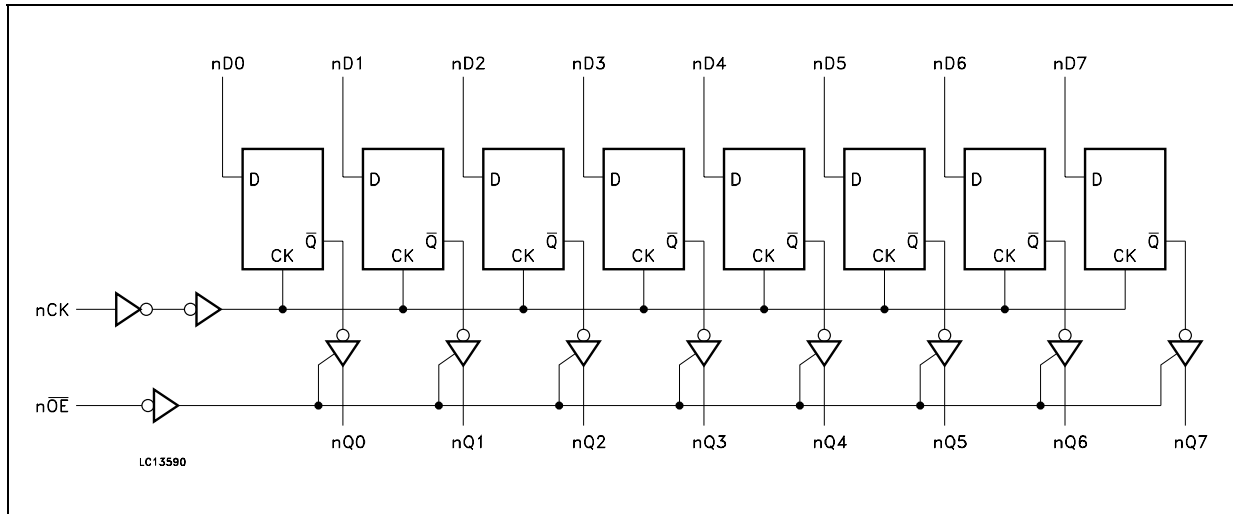 nD0 nD1 nD2 nD3 nD4 nD5 nD6 nD7
D D D D D D D D
Q̅ Q̅ Q̅ Q̅ Q̅ Q̅ Q̅ Q̅
CK CK CK CK CK CK CK CK
nCK
nO̅E̅
nQ0 nQ1 nQ2 nQ3 nQ4 nQ5 nQ6 nQ7
LC13590